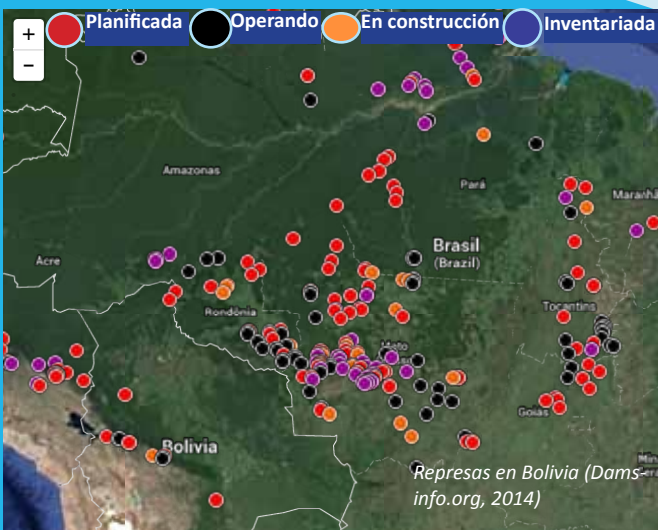 Planificada Operando En construcción Inventariada
+
−
Amazonas
Pará
Maranhã
Brasil
(Brazil)
Acre
Rondônia
Tocantins
Mato
Goiás
Bolivia
Represas en Bolivia (Dams-
info.org, 2014)